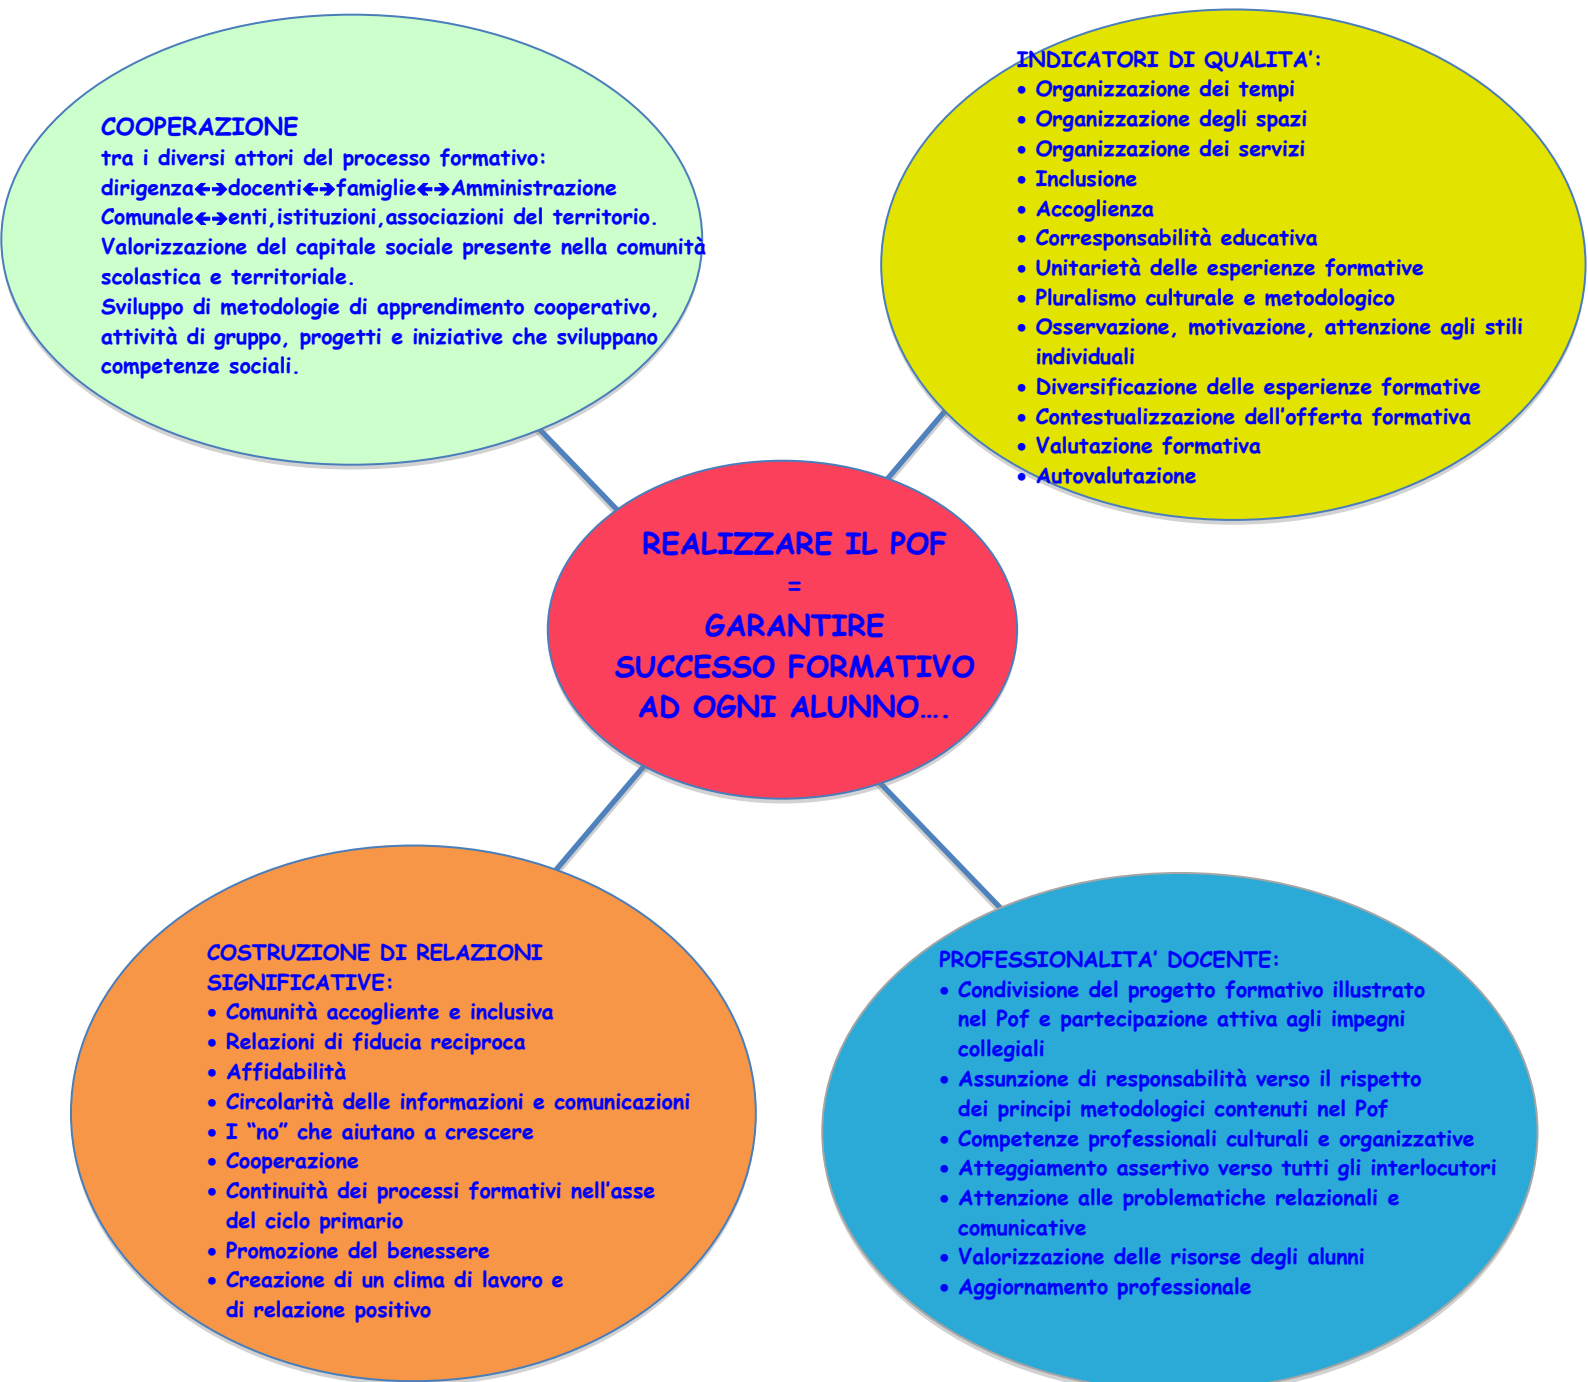 COOPERAZIONE
tra i diversi attori del processo formativo:
dirigenza←→docenti←→famiglie←→Amministrazione
Comunale←→enti,istituzioni,associazioni del territorio.
Valorizzazione del capitale sociale presente nella comunità
scolastica e territoriale.
Sviluppo di metodologie di apprendimento cooperativo,
attività di gruppo, progetti e iniziative che sviluppano
competenze sociali.
INDICATORI DI QUALITA’:
• Organizzazione dei tempi
• Organizzazione degli spazi
• Organizzazione dei servizi
• Inclusione
• Accoglienza
• Corresponsabilità educativa
• Unitarietà delle esperienze formative
• Pluralismo culturale e metodologico
• Osservazione, motivazione, attenzione agli stili
individuali
• Diversificazione delle esperienze formative
• Contestualizzazione dell’offerta formativa
• Valutazione formativa
• Autovalutazione
REALIZZARE IL POF
=
GARANTIRE
SUCCESSO FORMATIVO
AD OGNI ALUNNO….
COSTRUZIONE DI RELAZIONI
SIGNIFICATIVE:
• Comunità accogliente e inclusiva
• Relazioni di fiducia reciproca
• Affidabilità
• Circolarità delle informazioni e comunicazioni
• I “no” che aiutano a crescere
• Cooperazione
• Continuità dei processi formativi nell’asse
del ciclo primario
• Promozione del benessere
• Creazione di un clima di lavoro e
di relazione positivo
PROFESSIONALITA’ DOCENTE:
• Condivisione del progetto formativo illustrato
nel Pof e partecipazione attiva agli impegni
collegiali
• Assunzione di responsabilità verso il rispetto
dei principi metodologici contenuti nel Pof
• Competenze professionali culturali e organizzative
• Atteggiamento assertivo verso tutti gli interlocutori
• Attenzione alle problematiche relazionali e
comunicative
• Valorizzazione delle risorse degli alunni
• Aggiornamento professionale